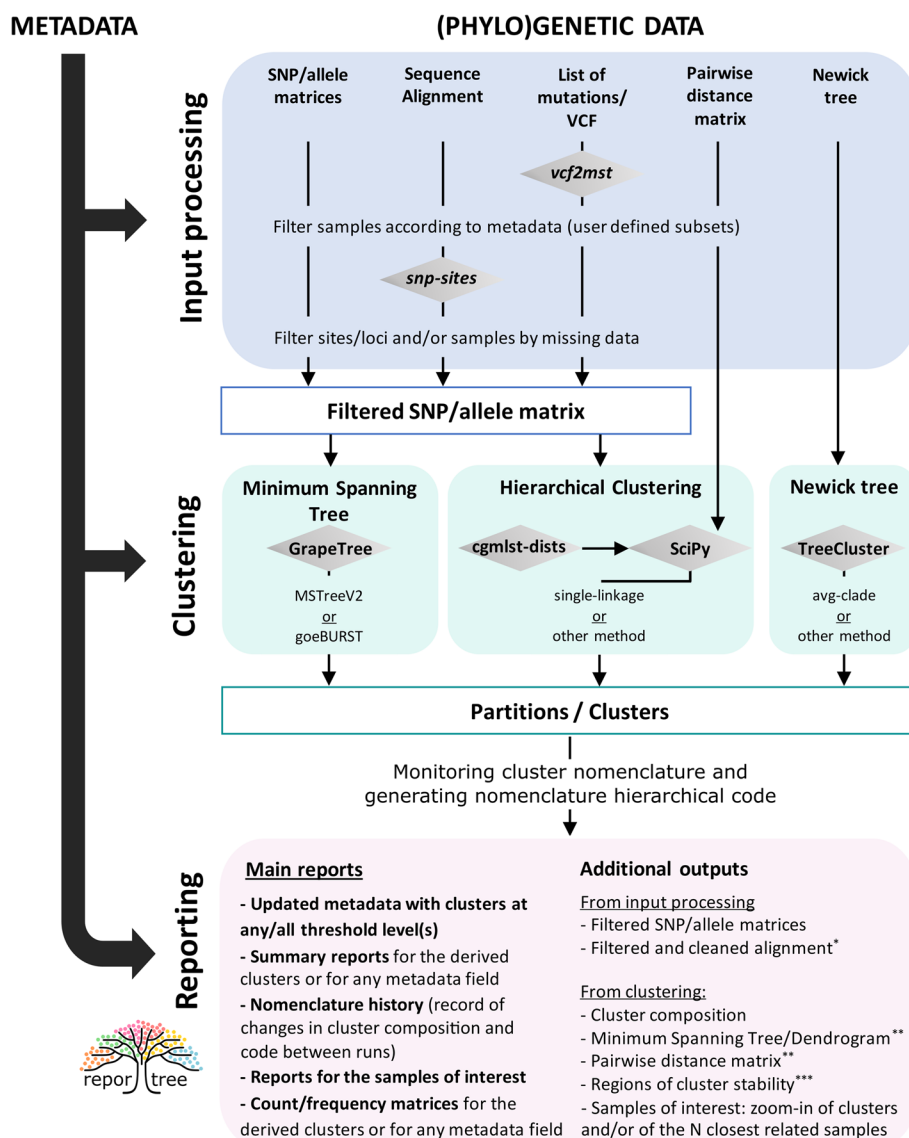 METADATA
(PHYLO)GENETIC DATA
Input processing
SNP/allele
matrices
Sequence
Alignment
List of
mutations/
VCF
Pairwise
distance
matrix
Newick
tree
vcf2mst
Filter samples according to metadata (user defined subsets)
snp-sites
Filter sites/loci and/or samples by missing data
Filtered SNP/allele matrix
Clustering
Minimum Spanning
Tree
GrapeTree
MSTreeV2
or
goeBURST
Hierarchical Clustering
cgmlst-dists
SciPy
single-linkage
or
other method
Newick tree
TreeCluster
avg-clade
or
other method
Partitions / Clusters
Monitoring cluster nomenclature and
generating nomenclature hierarchical code
Reporting
Main reports
- Updated metadata with clusters at
any/all threshold level(s)
- Summary reports for the derived
clusters or for any metadata field
- Nomenclature history (record of
changes in cluster composition and
code between runs)
- Reports for the samples of interest
- Count/frequency matrices for the
derived clusters or for any metadata field
Additional outputs
From input processing
- Filtered SNP/allele matrices
- Filtered and cleaned alignment*
From clustering:
- Cluster composition
- Minimum Spanning Tree/Dendrogram**
- Pairwise distance matrix**
- Regions of cluster stability***
- Samples of interest: zoom-in of clusters
and/or of the N closest related samples
repor tree